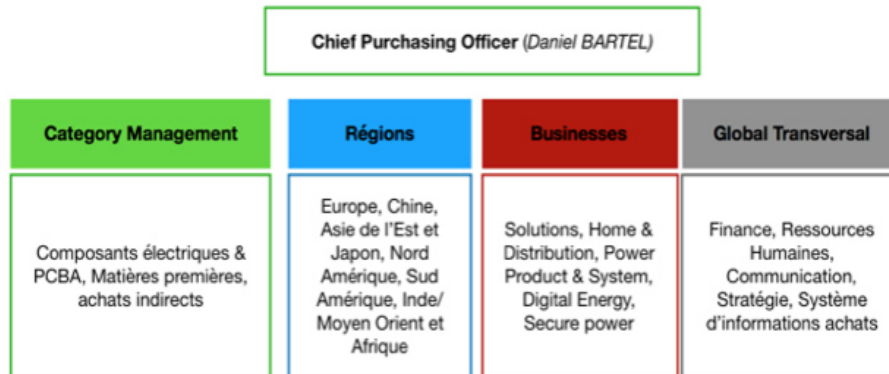 Chief Purchasing Officer (Daniel BARTEL)
Category Management
Composants électriques &
PCBA, Matières premières,
achats indirects
Régions
Europe, Chine,
Asie de l'Est et
Japon, Nord
Amérique, Sud
Amérique, Inde/
Moyen Orient et
Afrique
Businesses
Solutions, Home &
Distribution, Power
Product & System,
Digital Energy,
Secure power
Global Transversal
Finance, Ressources
Humaines,
Communication,
Stratégie, Système
d'informations achats